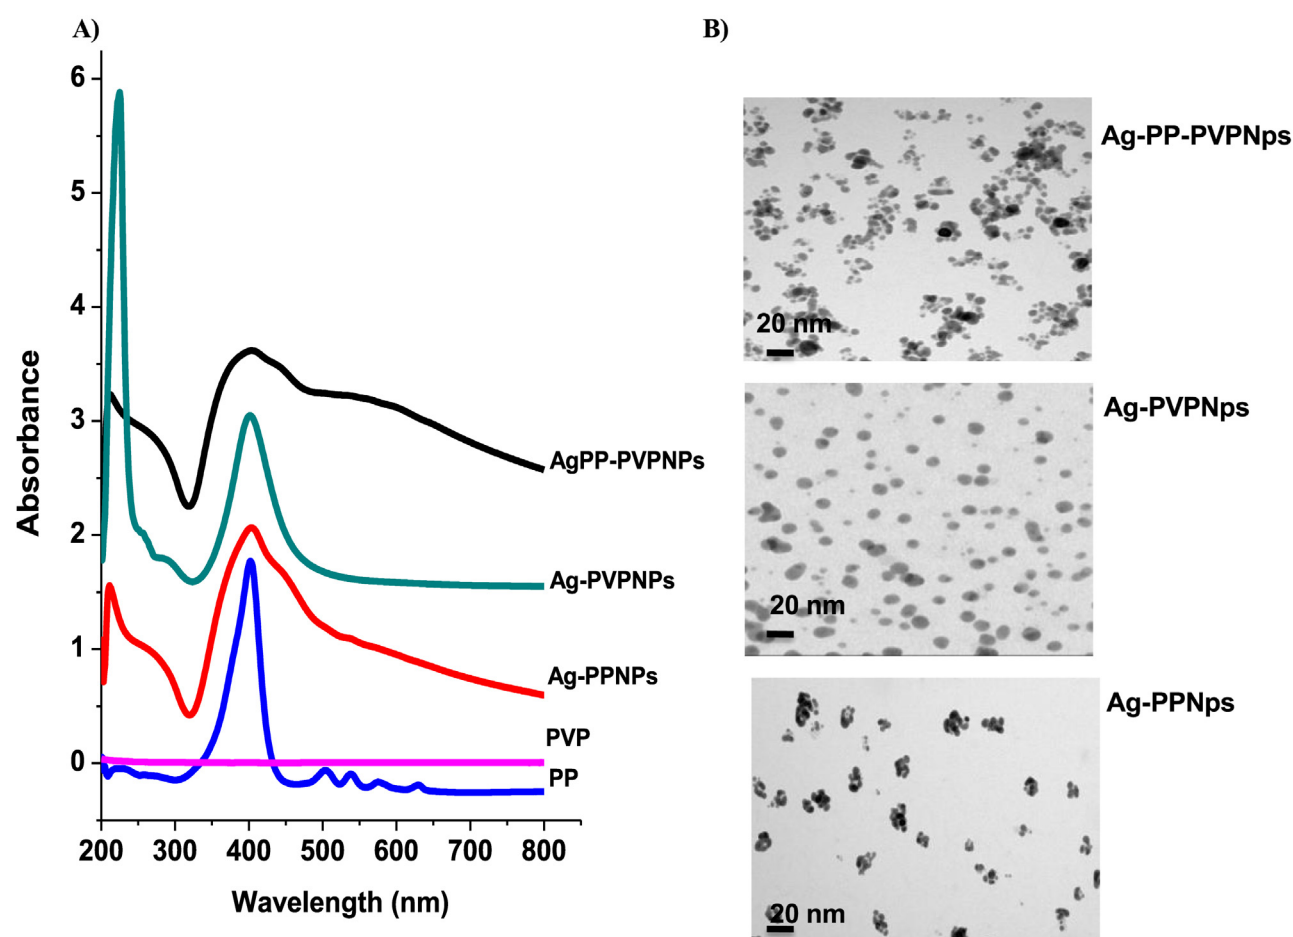 A)
B)
6
5
4
3
2
1
0
Absorbance
AgPP-PVPNPs
Ag-PVPNPs
Ag-PPNPs
PVP
PP
200 300 400 500 600 700 800
Wavelength (nm)
Ag-PP-PVPNps
20 nm
Ag-PVPNps
20 nm
Ag-PPNps
20 nm